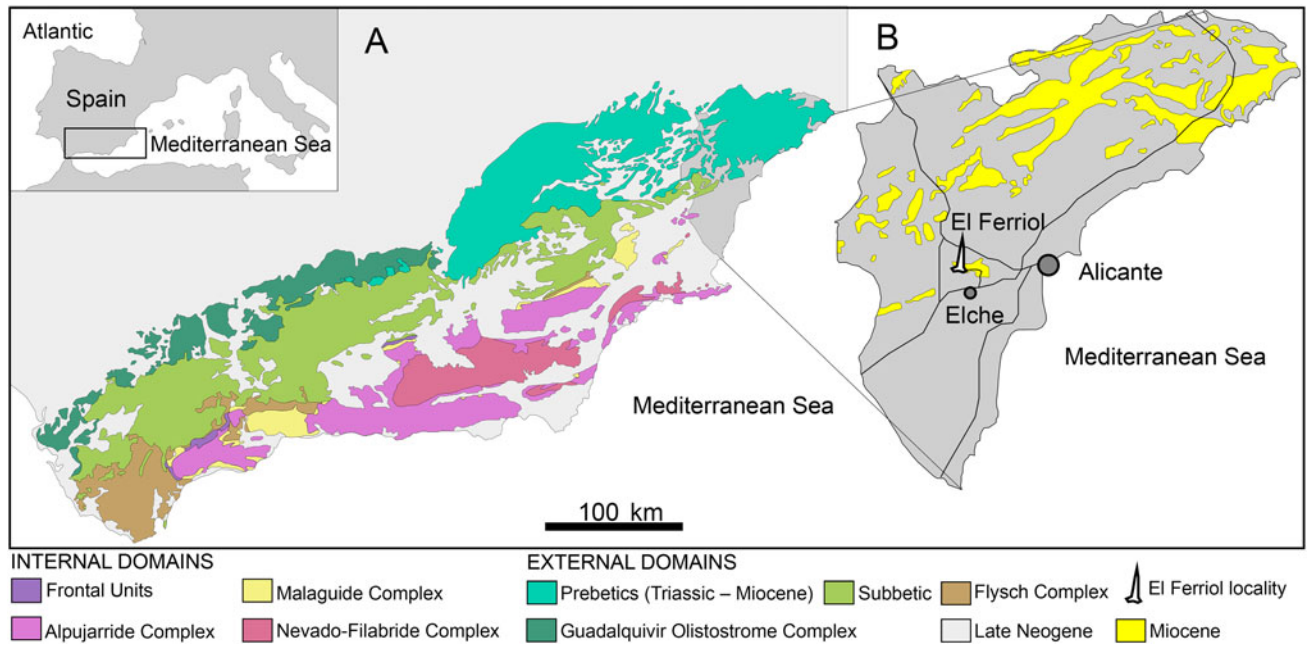 Atlantic
Spain
Mediterranean Sea
A
B
El Ferriol
Alicante
Elche
Mediterranean Sea
Mediterranean Sea
100 km
INTERNAL DOMAINS
EXTERNAL DOMAINS
Frontal Units
Malaguide Complex
Prebetics (Triassic – Miocene)
Subbetic
Flysch Complex
El Ferriol locality
Alpujarride Complex
Nevado-Filabride Complex
Guadalquivir Olistostrome Complex
Late Neogene
Miocene